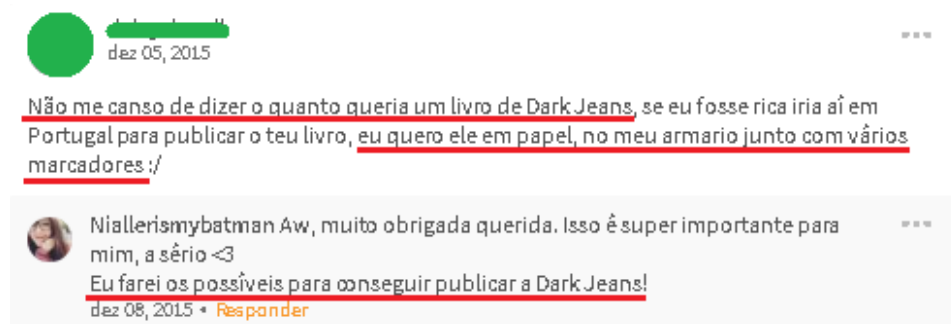 dez 05, 2015
Não me canso de dizer o quanto queria um livro de Dark Jeans, se eu fosse rica iria aí em
Portugal para publicar o teu livro, eu quero ele em papel, no meu armario junto com vários
marcadores :/
Niallerismybatman Aw, muito obrigada querida. Isso é super importante para
mim, a sério <3
Eu farei os possíveis para conseguir publicar a Dark Jeans!
dez 08, 2015 • Responder